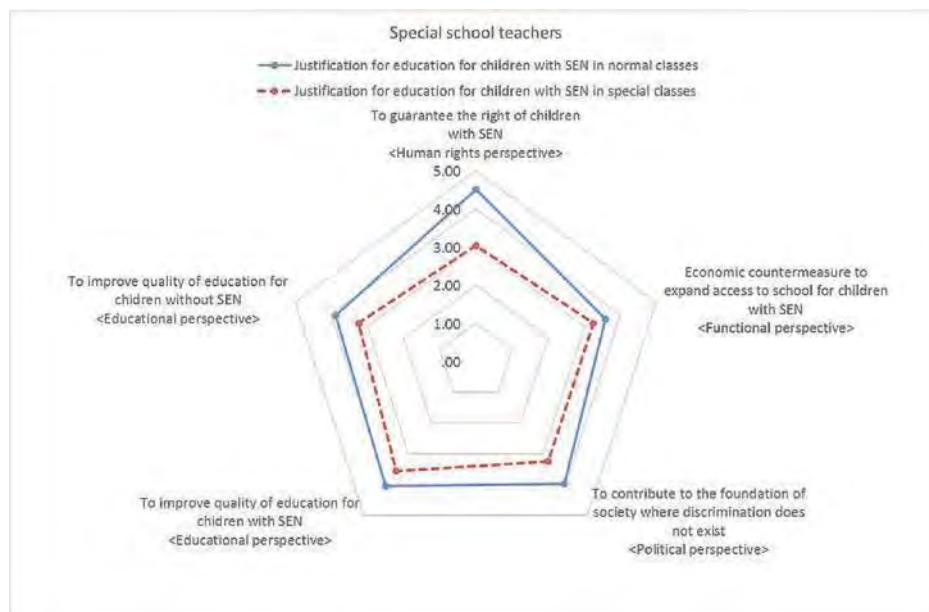 Special school teachers
Justification for education for children with SEN in normal classes
Justification for education for children with SEN in special classes
To guarantee the right of children
with SEN
<Human rights perspective>
5.00
4.00
3.00
2.00
1.00
.00
Economic countermeasure to
expand access to school for children
with SEN
<Functional perspective>
To contribute to the foundation of
society where discrimination does
not exist
<Political perspective>
To improve quality of education for
chidren with SEN
<Educational perspective>
To improve quality of education for
chidren without SEN
<Educational perspective>